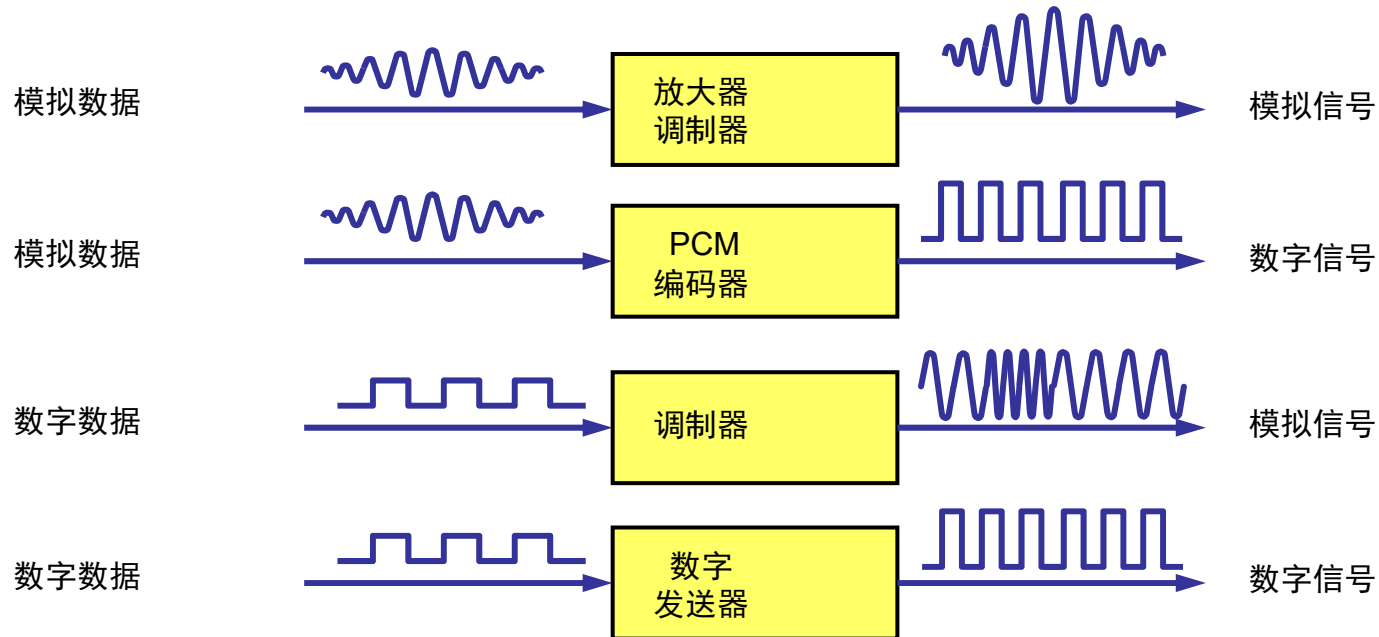 模拟数据
放大器
调制器
模拟信号
模拟数据
PCM
编码器
数字信号
数字数据
调制器
模拟信号
数字数据
数字
发送器
数字信号